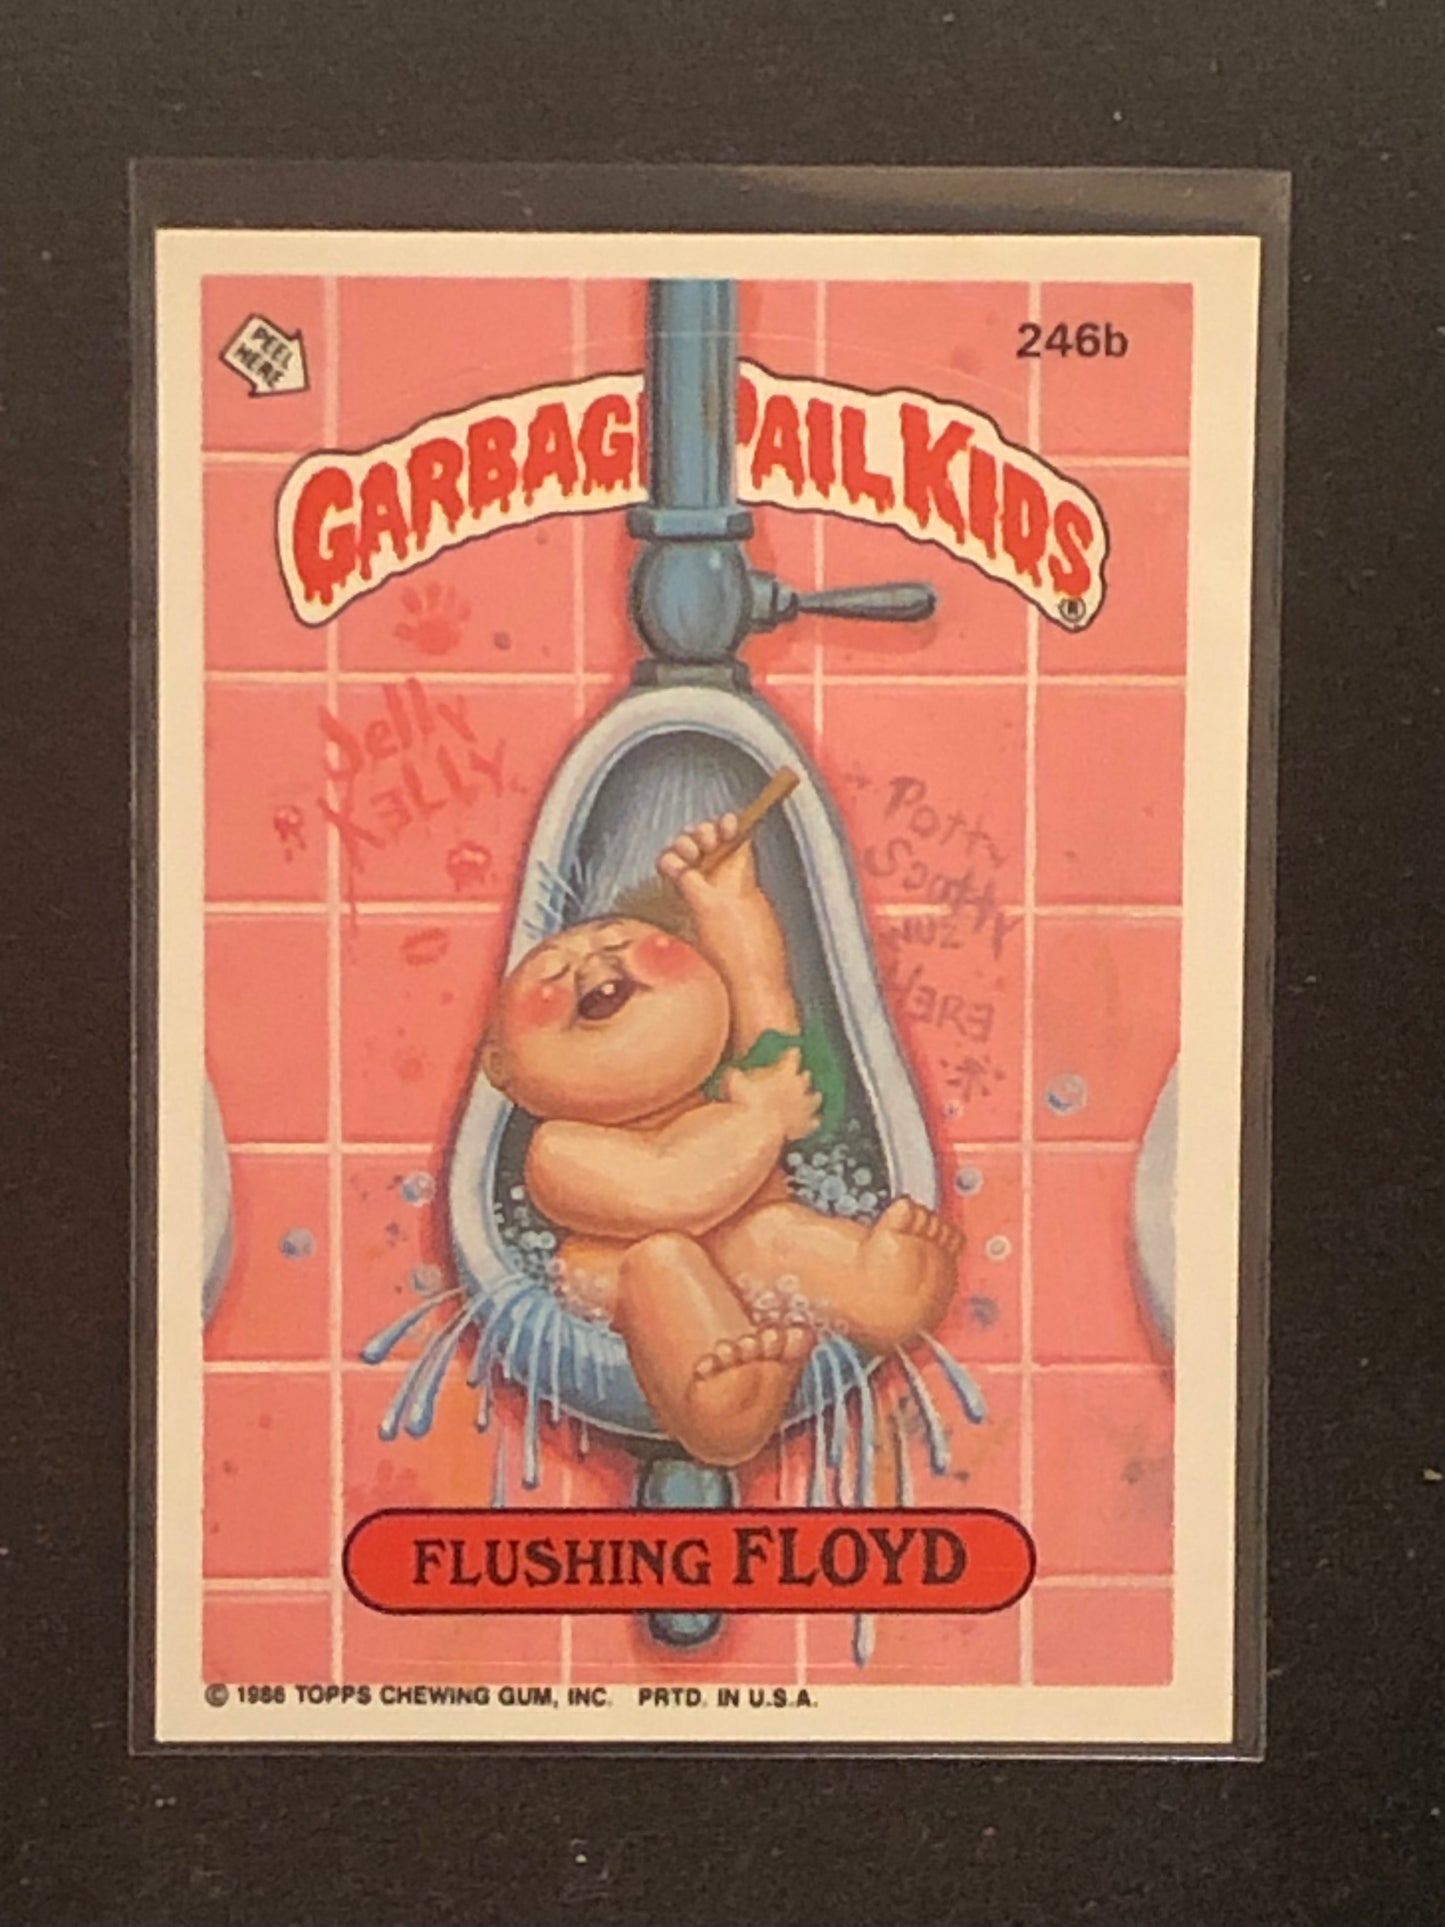 PEEL
HERE
246b
GARBAGE PAIL KIDS
®
Jelly
KELLY
Potty
Scotty
WUZ
HERE
FLUSHING FLOYD
© 1986 TOPPS CHEWING GUM, INC. PRTD. IN U.S.A.